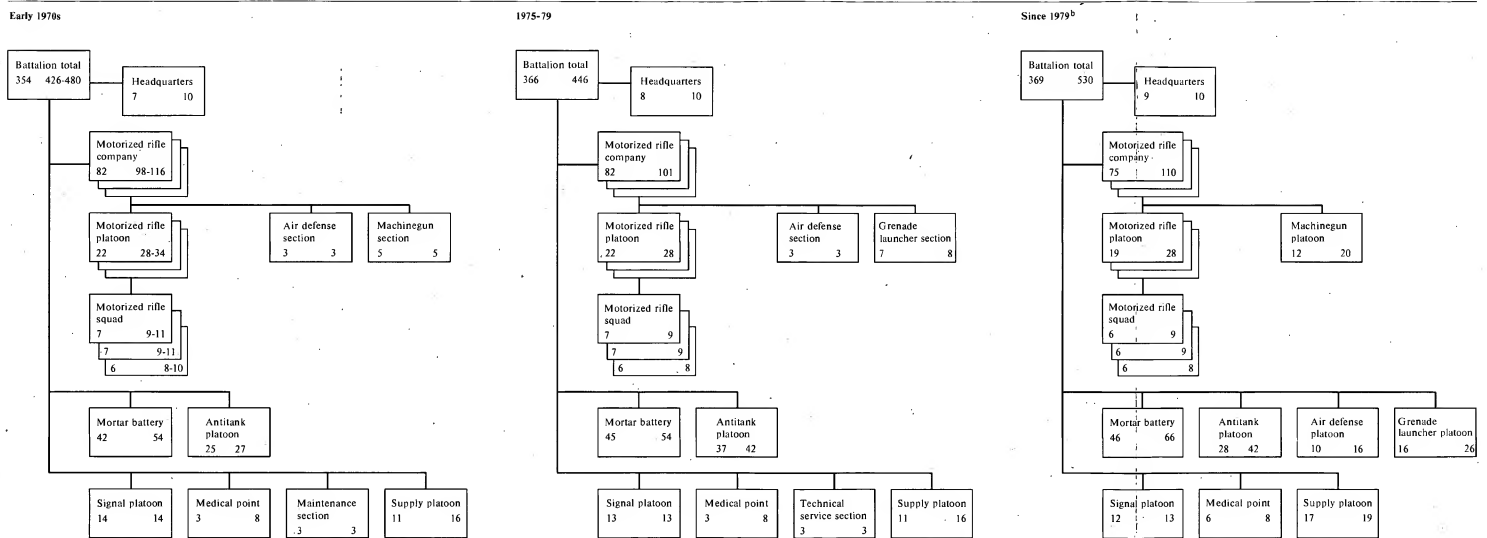 Early 1970s
Battalion total
354 426-480
Headquarters
7 10
Motorized rifle
company
82 98-116
Motorized rifle
platoon
22 28-34
Air defense
section
3 3
Machinegun
section
5 5
Motorized rifle
squad
7 9-11
7 9-11
6 8-10
Mortar battery
42 54
Antitank
platoon
25 27
Signal platoon
14 14
Medical point
3 8
Maintenance
section
3 3
Supply platoon
11 16
1975-79
Battalion total
366 446
Headquarters
8 10
Motorized rifle
company
82 101
Motorized rifle
platoon
22 28
Air defense
section
3 3
Grenade
launcher section
7 8
Motorized rifle
squad
7 9
7 9
6 8
Mortar battery
45 54
Antitank
platoon
37 42
Signal platoon
13 13
Medical point
3 8
Technical
service section
3 3
Supply platoon
11 16
Since 1979b
Battalion total
369 530
Headquarters
9 10
Motorized rifle
company
75 110
Motorized rifle
platoon
19 28
Machinegun
platoon
12 20
Motorized rifle
squad
6 9
6 9
6 8
Mortar battery
46 66
Antitank
platoon
28 42
Air defense
platoon
10 16
Grenade
launcher platoon
16 26
Signal platoon
12 13
Medical point
6 8
Supply platoon
17 19